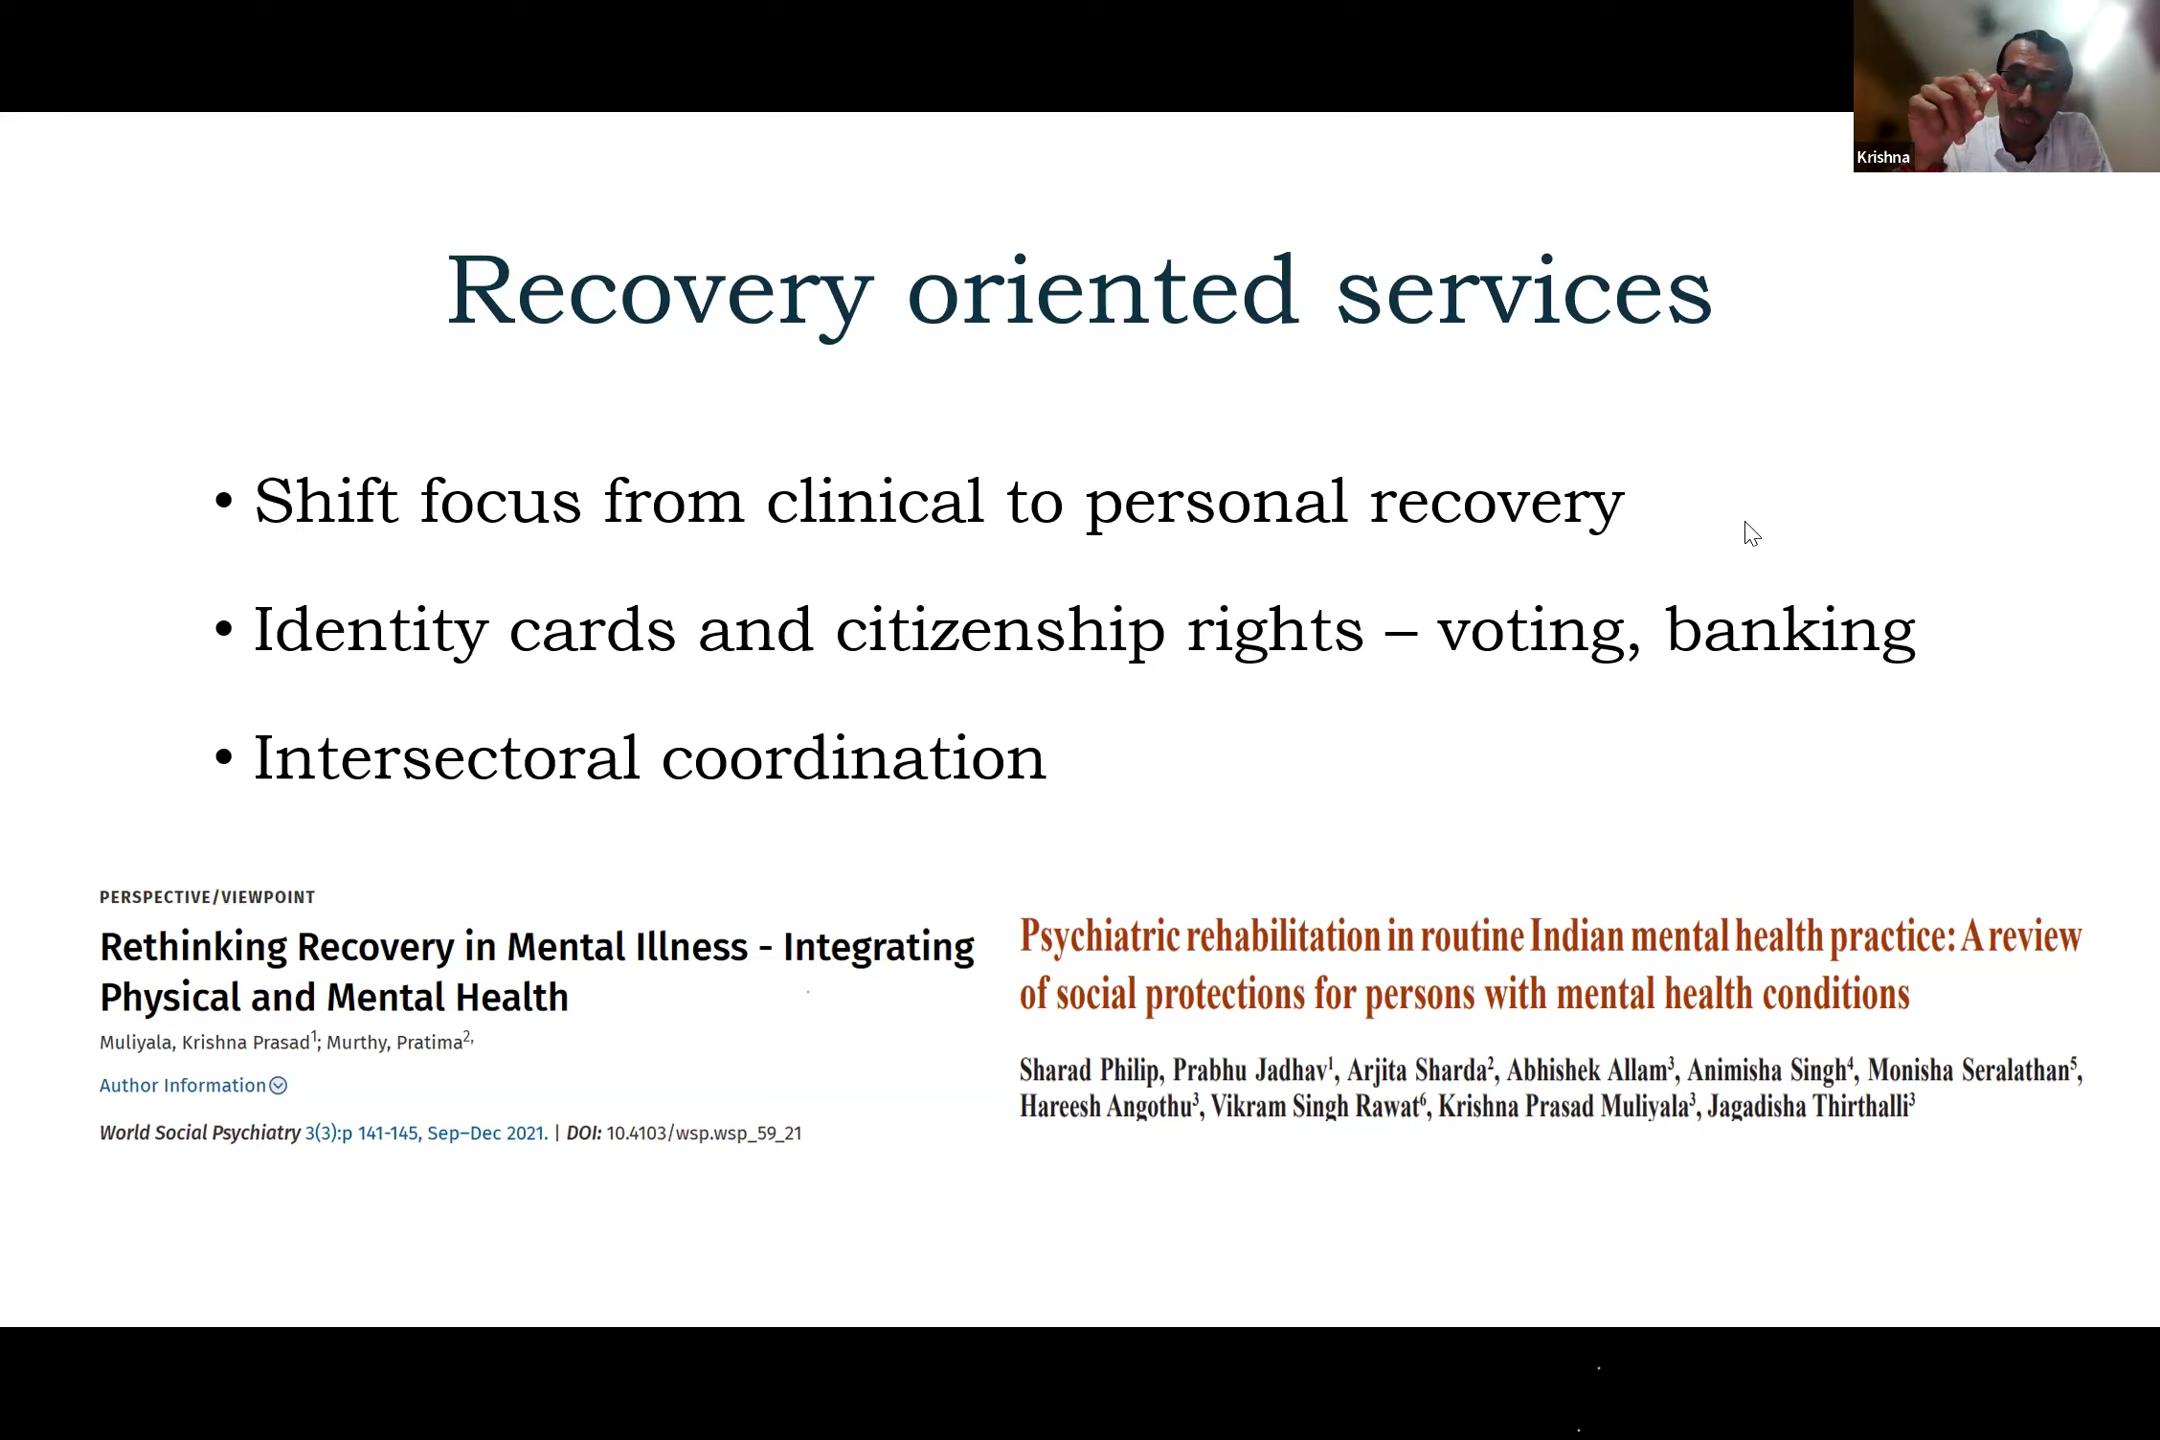 Krishna
Recovery oriented services
• Shift focus from clinical to personal recovery
• Identity cards and citizenship rights – voting, banking
• Intersectoral coordination
PERSPECTIVE/VIEWPOINT
Rethinking Recovery in Mental Illness - Integrating
Physical and Mental Health
Muliyala, Krishna Prasad1; Murthy, Pratima2,
Author Information
World Social Psychiatry 3(3):p 141-145, Sep–Dec 2021. | DOI: 10.4103/wsp.wsp_59_21
Psychiatric rehabilitation in routine Indian mental health practice: A review
of social protections for persons with mental health conditions
Sharad Philip, Prabhu Jadhav1, Arjita Sharda2, Abhishek Allam3, Animisha Singh4, Monisha Seralathan5,
Hareesh Angothu3, Vikram Singh Rawat6, Krishna Prasad Muliyala3, Jagadisha Thirthalli3